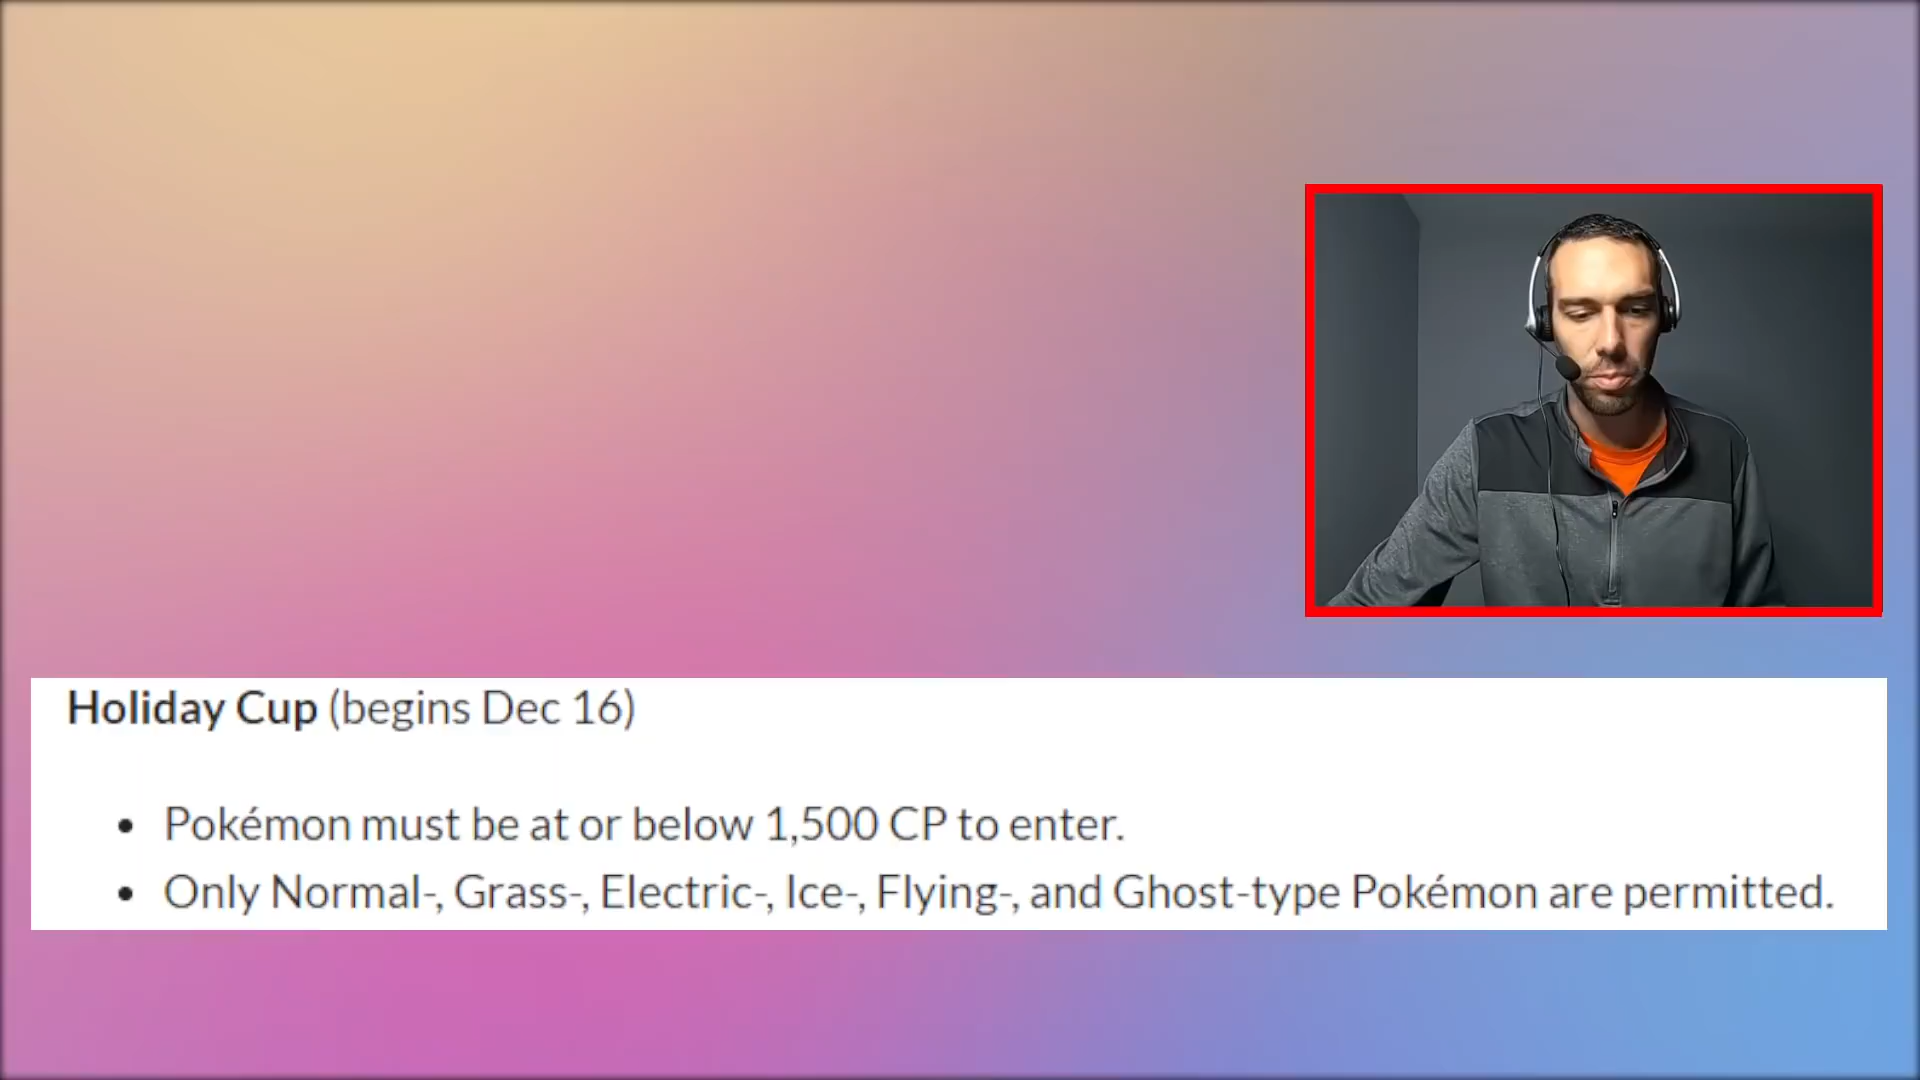 Holiday Cup (begins Dec 16)
• Pokémon must be at or below 1,500 CP to enter.
• Only Normal-, Grass-, Electric-, Ice-, Flying-, and Ghost-type Pokémon are permitted.